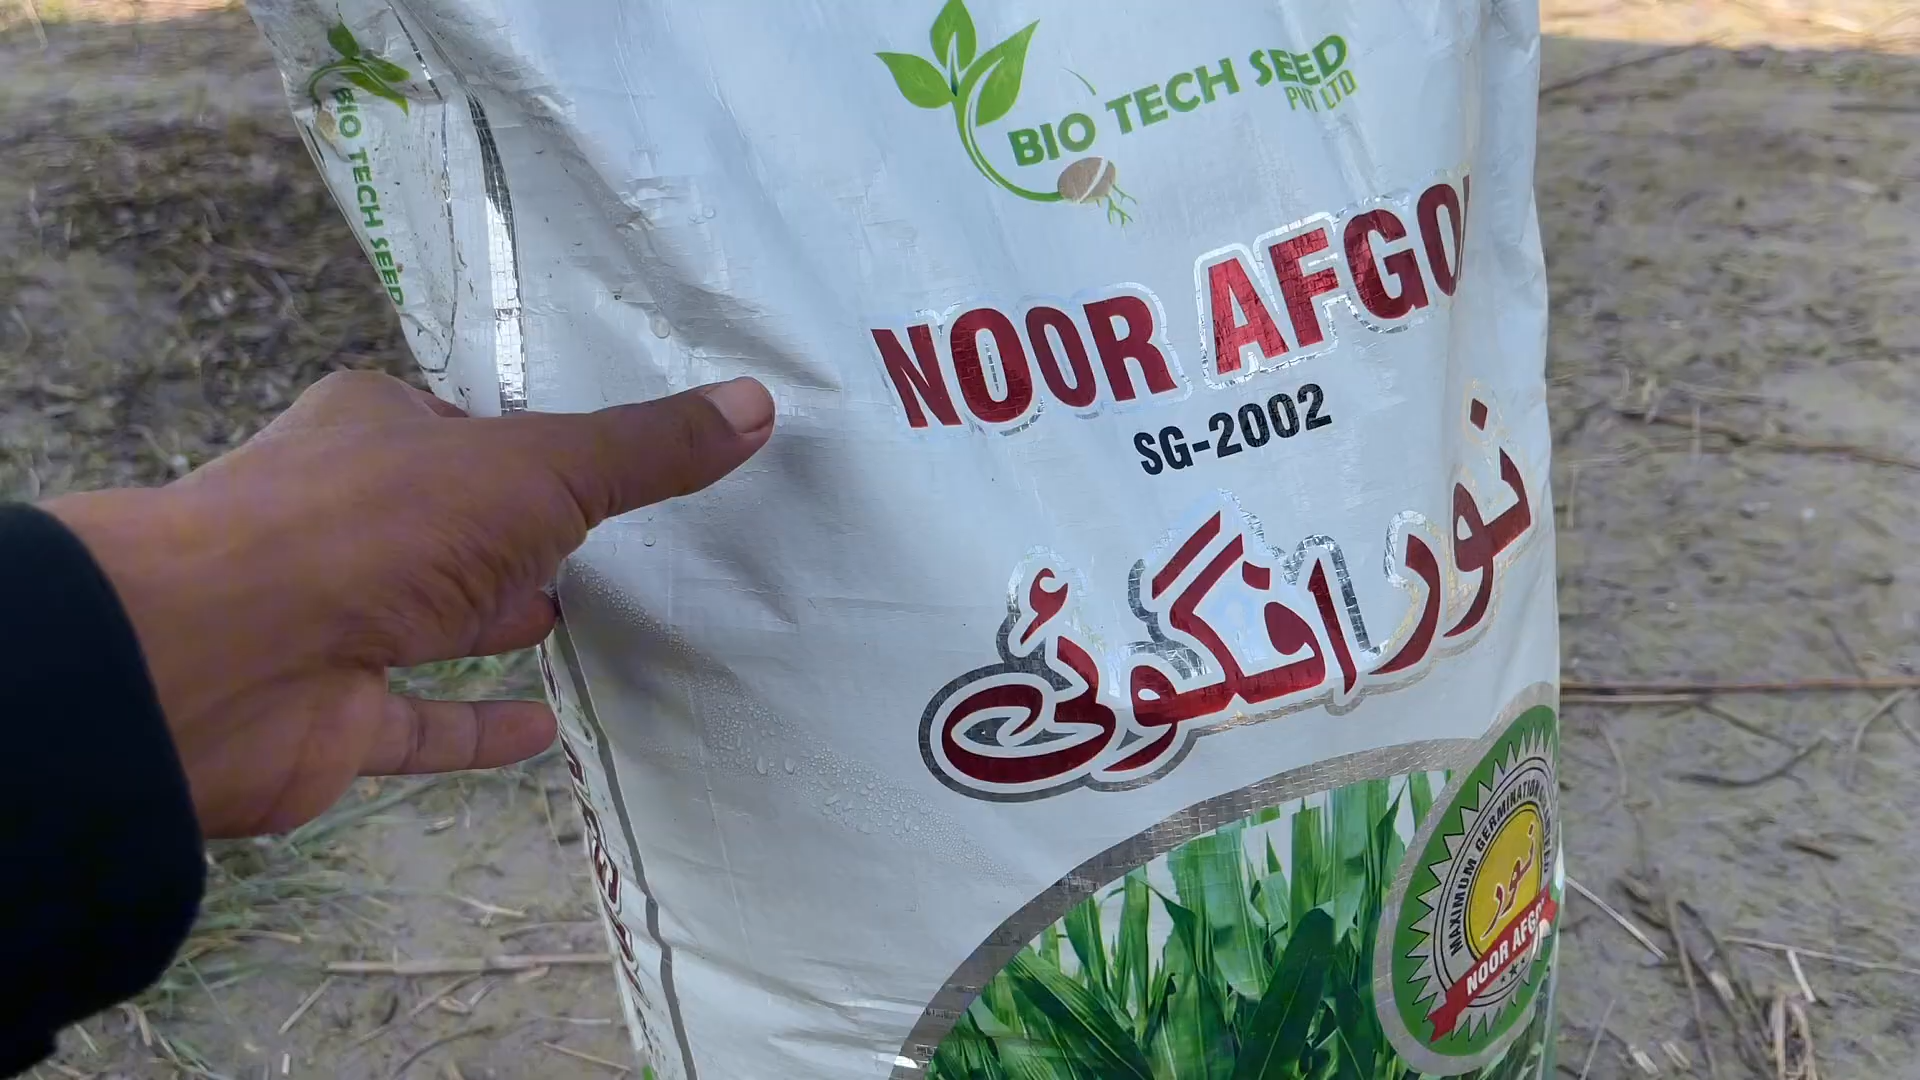 BIO TECH SEED
PVT LTD
BIO TECH SEED
NOOR AFGO
SG-2002
نور افگوئی
MAXIMUM GERMINATION
نور
NOOR AFGO